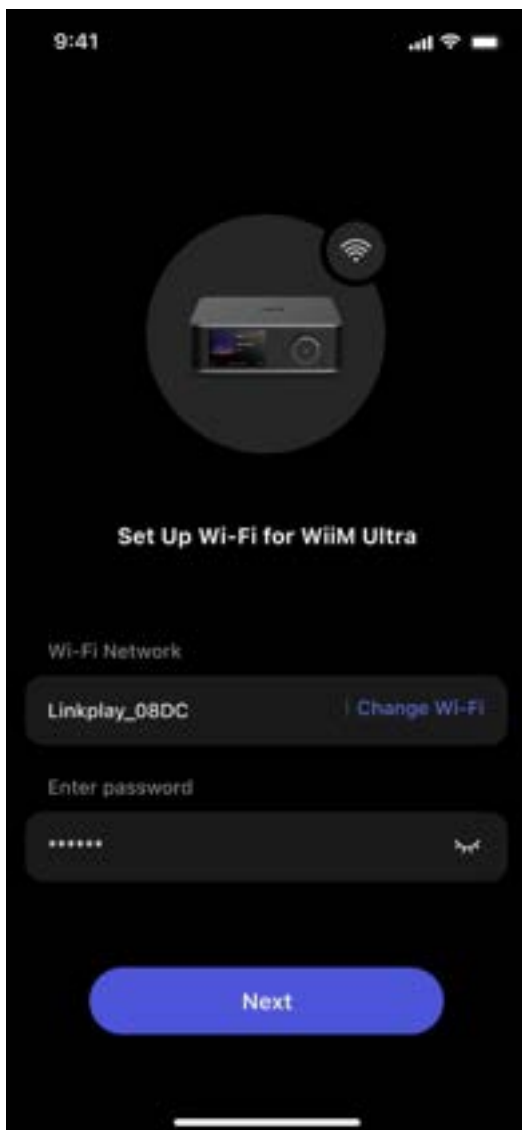 9:41
Set Up Wi-Fi for WiiM Ultra
Wi-Fi Network
Linkplay_08DC | Change Wi-Fi
Enter password
******
Next